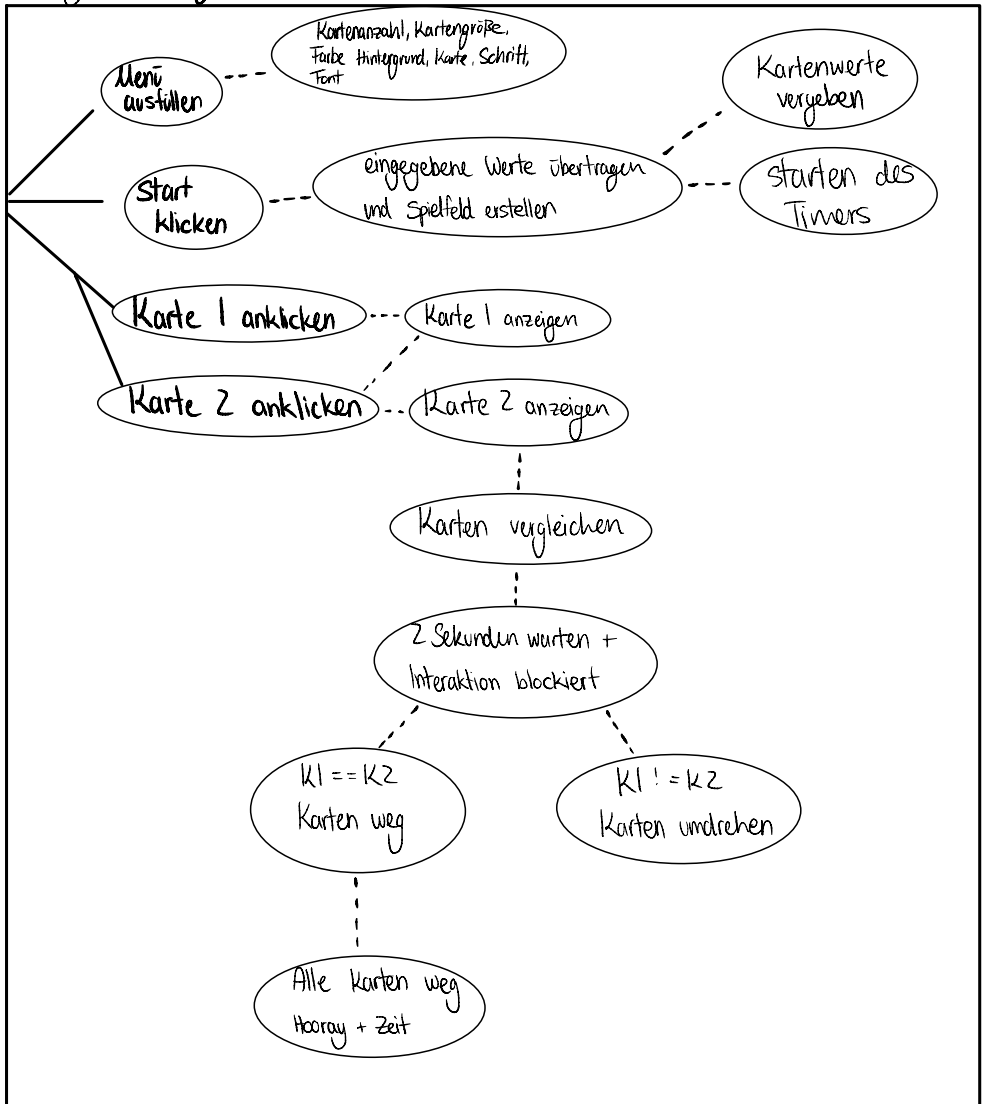 Kartenanzahl, Kartengröße,
Farbe Hintergrund, Karte, Schrift,
Font
Menü
ausfüllen
Kartenwerte
vergeben
eingegebene Werte übertragen
und Spielfeld erstellen
starten des
Timers
Start
klicken
Karte 1 anklicken
Karte 1 anzeigen
Karte 2 anklicken
Karte 2 anzeigen
Karten vergleichen
2 Sekunden warten +
Interaktion blockiert
K1 == K2
Karten weg
K1 != K2
Karten umdrehen
Alle Karten weg
Hooray + Zeit